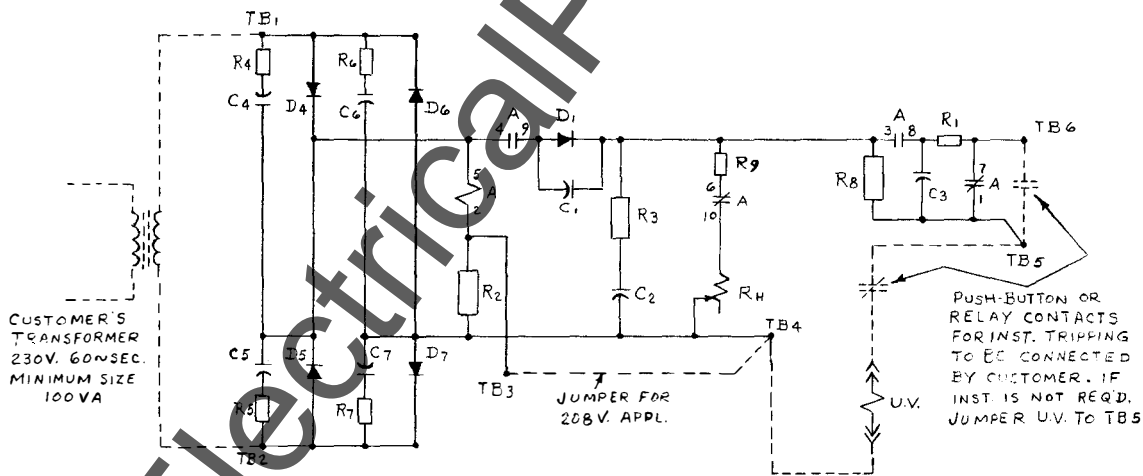 TB1
R4
R6
C4
D4
C6
D6
4 A 9
D1
C1
5
A
2
R2
R3
C2
R9
6
A
10
RH
R8
3 A 8
R1
C3
7
A
1
TB6
TB5
TB4
TB3
C5
D5
C7
D7
R5
R7
TB2
U.V.
CUSTOMER'S
TRANSFORMER
230V. 60~SEC.
MINIMUM SIZE
100VA
JUMPER FOR
208V. APPL.
PUSH-BUTTON OR
RELAY CONTACTS
FOR INST. TRIPPING
TO BE CONNECTED
BY CUSTOMER. IF
INST. IS NOT REQ'D.
JUMPER U.V. TO TB5
ElectricalP